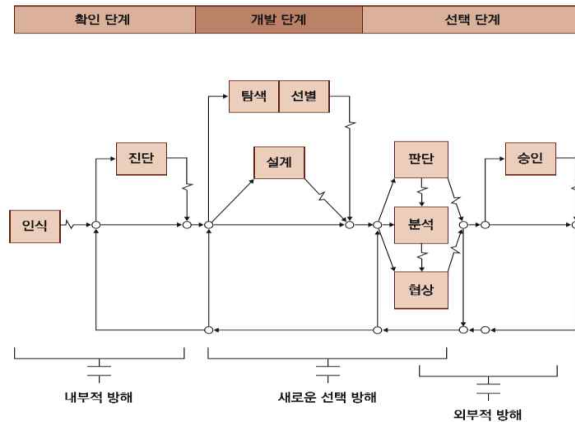 확인 단계
개발 단계
선택 단계
탐색
선별
진단
설계
판단
승인
인식
분석
협상
내부적 방해
새로운 선택 방해
외부적 방해